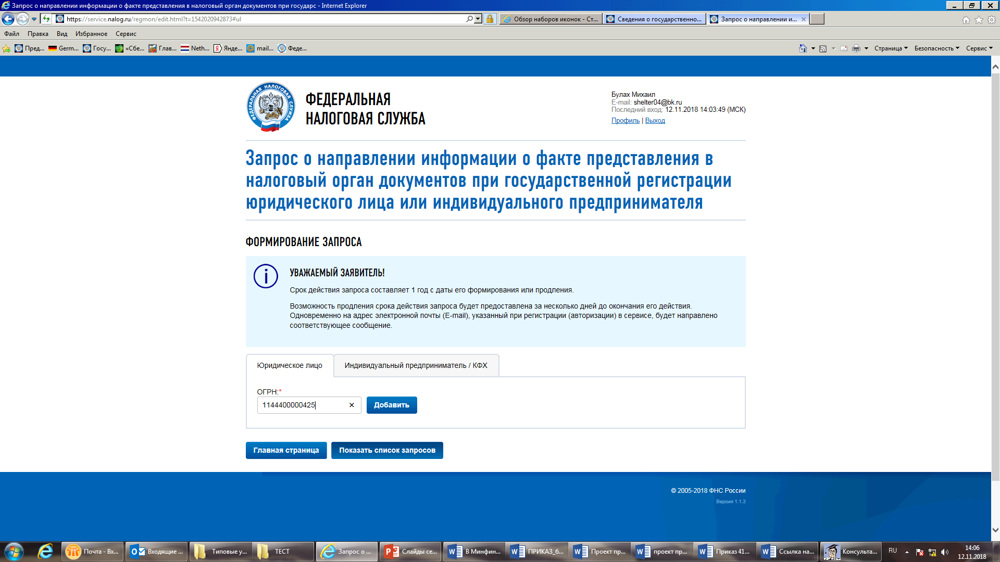 Запрос о направлении информации о факте представления в налоговый орган документов при государс - Internet Explorer
https://service.nalog.ru/regmon/edit.html?t=1542020942873#ul
Обзор наборов иконок - Ст...
Сведения о государственно...
Запрос о направлении и...
Файл Правка Вид Избранное Сервис
Пред... Germ... Госу... «Сбе... Глав... Neth... Яндe... mail... Феде...
Страница Безопасность Сервис
ФЕДЕРАЛЬНАЯ НАЛОГОВАЯ СЛУЖБА
ФЕДЕРАЛЬНАЯ
НАЛОГОВАЯ СЛУЖБА
Булах Михаил
E-mail: shelter04@bk.ru
Последний вход: 12.11.2018 14:03:49 (МСК)
Профиль | Выход
Запрос о направлении информации о факте представления в
налоговый орган документов при государственной регистрации
юридического лица или индивидуального предпринимателя
ФОРМИРОВАНИЕ ЗАПРОСА
УВАЖАЕМЫЙ ЗАЯВИТЕЛЬ!
Срок действия запроса составляет 1 год с даты его формирования или продления.
Возможность продления срока действия запроса будет предоставлена за несколько дней до окончания его действия.
Одновременно на адрес электронной почты (E-mail), указанный при регистрации (авторизации) в сервисе, будет направлено
соответствующее сообщение.
Юридическое лицо
Индивидуальный предприниматель / КФХ
ОГРН:*
1144400000425
Добавить
Главная страница
Показать список запросов
© 2005-2018 ФНС России
Версия 1.1.3
Почта - Вх... Входящие ... Типовые у... ТЕСТ Запрос о ... Слайды се... В Минфин... ПРИКАЗ_6... Проект пр... проект пр... Приказ 41... Ссылка на... Консульта...
RU
14:06
12.11.2018